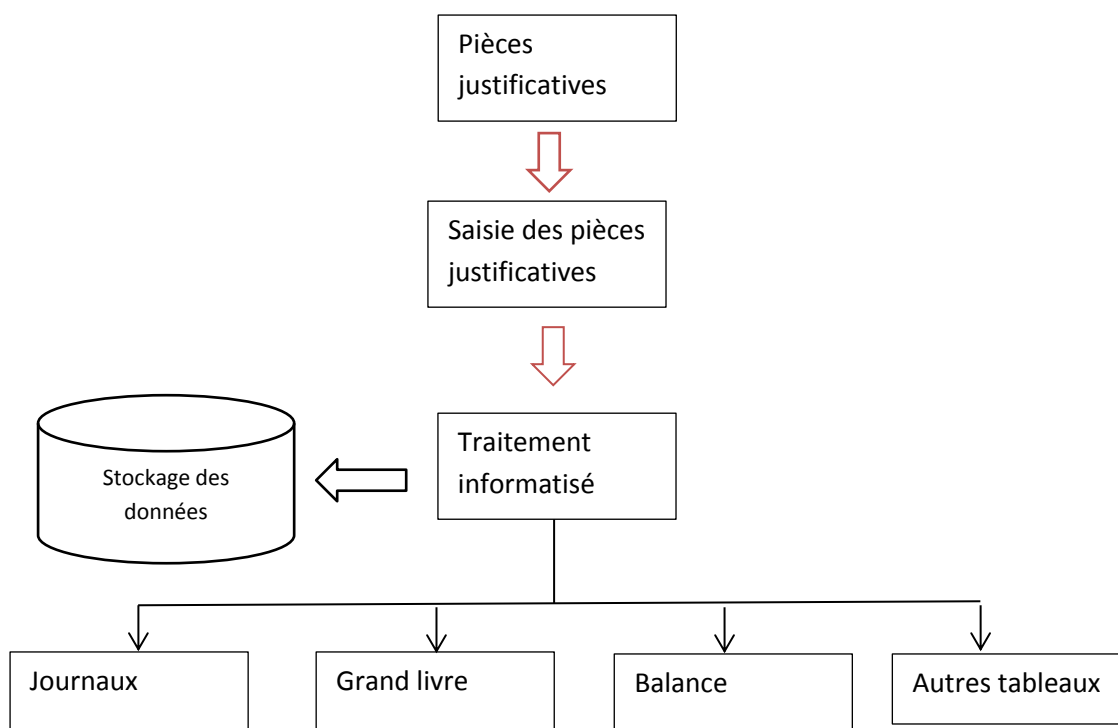 Pièces
justificatives
Saisie des pièces
justificatives
Traitement
informatisé
Stockage des
données
Journaux
Grand livre
Balance
Autres tableaux